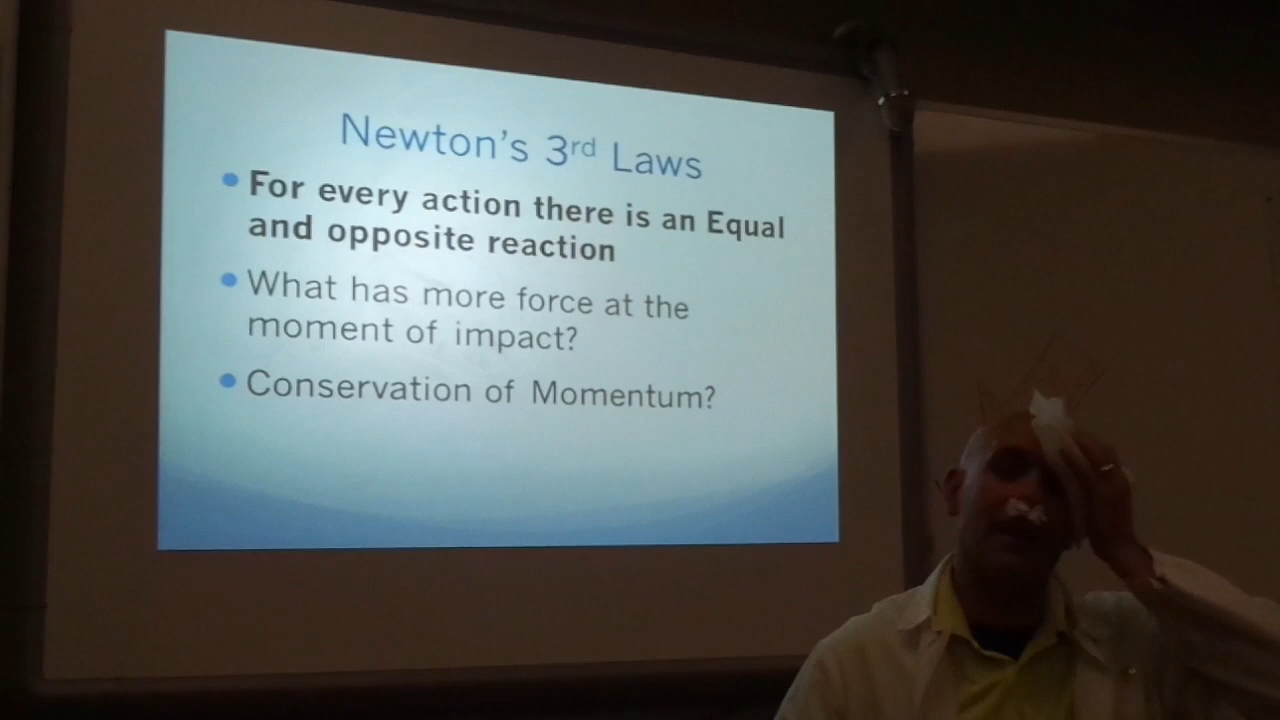 Newton's 3rd Laws
• For every action there is an Equal
and opposite reaction
• What has more force at the
moment of impact?
• Conservation of Momentum?